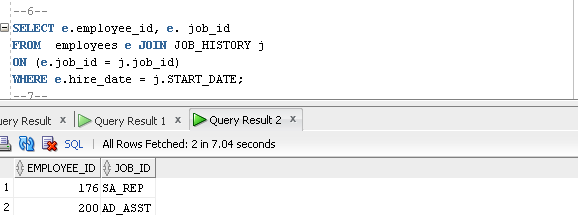 --6--
SELECT e.employee_id, e. job_id
FROM  employees e JOIN JOB_HISTORY j
ON (e.job_id = j.job_id)
WHERE e.hire_date = j.START_DATE;
--7--
uery Result x Query Result 1 x Query Result 2 x
SQL | All Rows Fetched: 2 in 7.04 seconds
EMPLOYEE_ID JOB_ID
1 176 SA_REP
2 200 AD_ASST